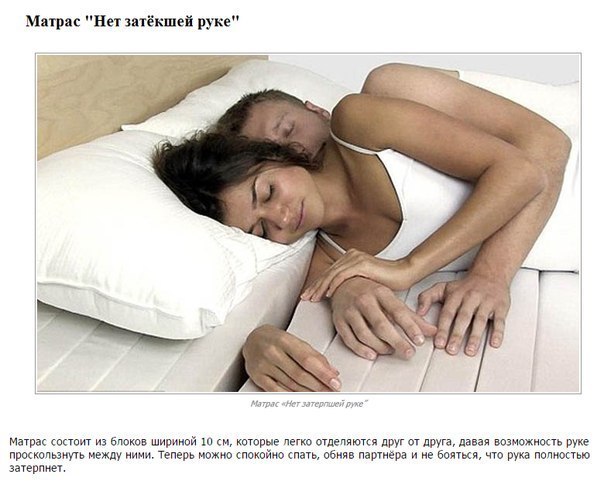 Матрас "Нет затёкшей руке"
Матрас «Нет затерпшей руке”
Матрас состоит из блоков шириной 10 см, которые легко отделяются друг от друга, давая возможность руке
проскользнуть между ними. Теперь можно спокойно спать, обняв партнёра и не бояться, что рука полностью
затерпнет.